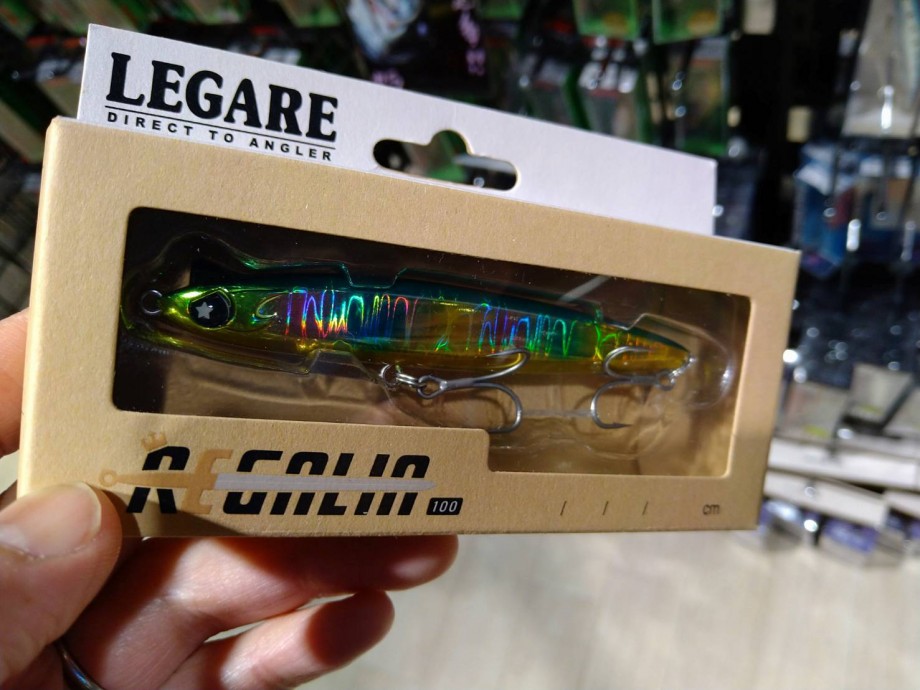 LEGARE
DIRECT TO ANGLER
REGALIA 100
/ / / cm